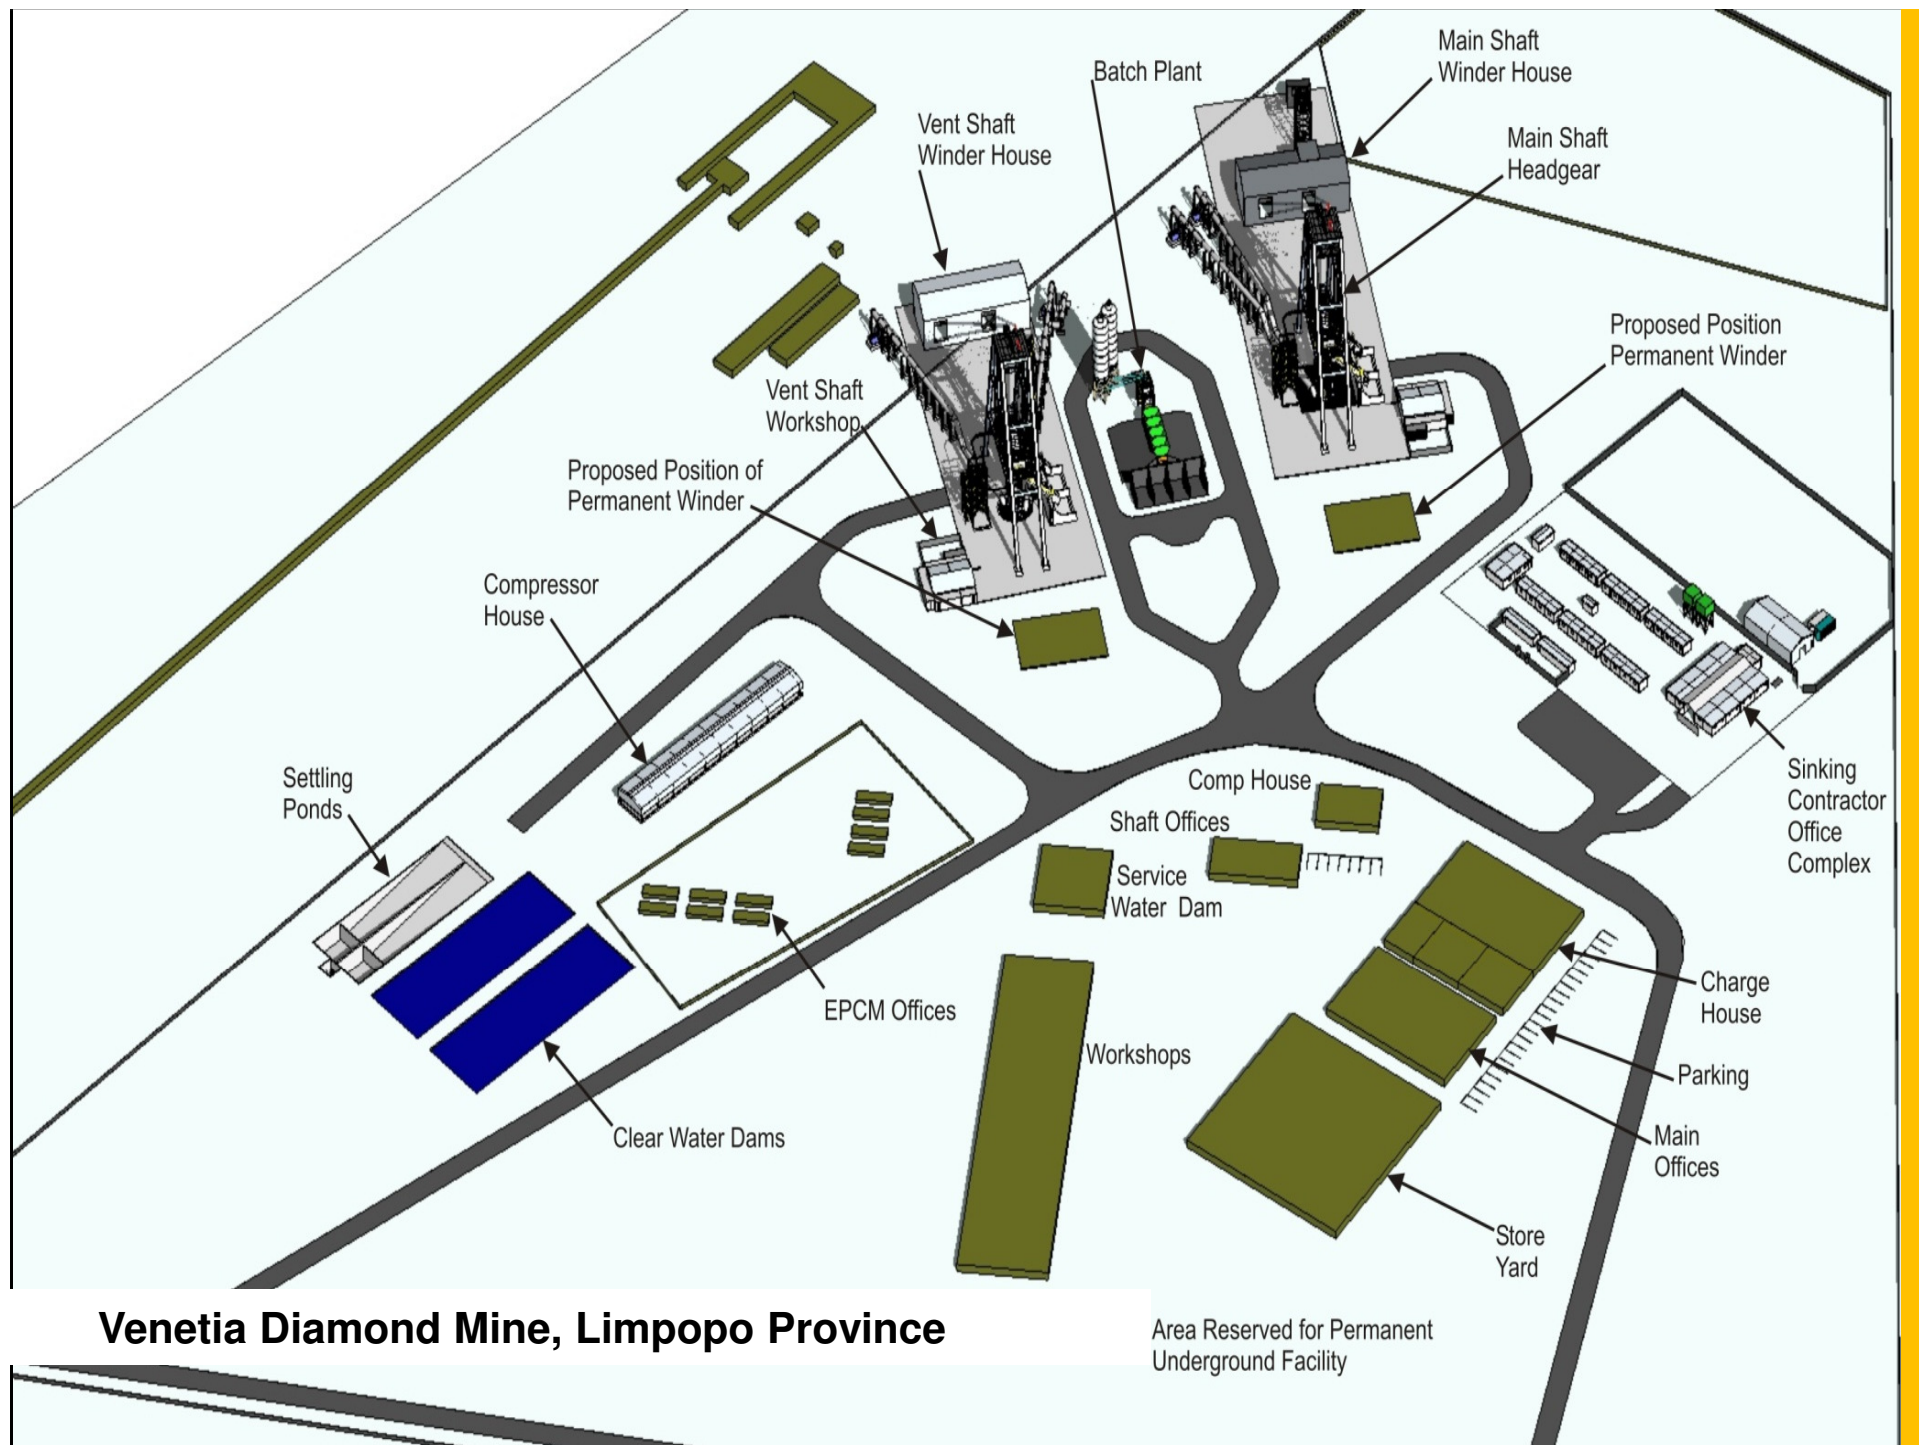 Main Shaft
Winder House
Batch Plant
Vent Shaft
Winder House
Main Shaft
Headgear
Proposed Position
Permanent Winder
Vent Shaft
Workshop
Proposed Position of
Permanent Winder
Compressor
House
Settling
Ponds
Comp House
Shaft Offices
Service
Water Dam
Sinking
Contractor
Office
Complex
EPCM Offices
Charge
House
Workshops
Parking
Clear Water Dams
Main
Offices
Store
Yard
Venetia Diamond Mine, Limpopo Province
Area Reserved for Permanent
Underground Facility